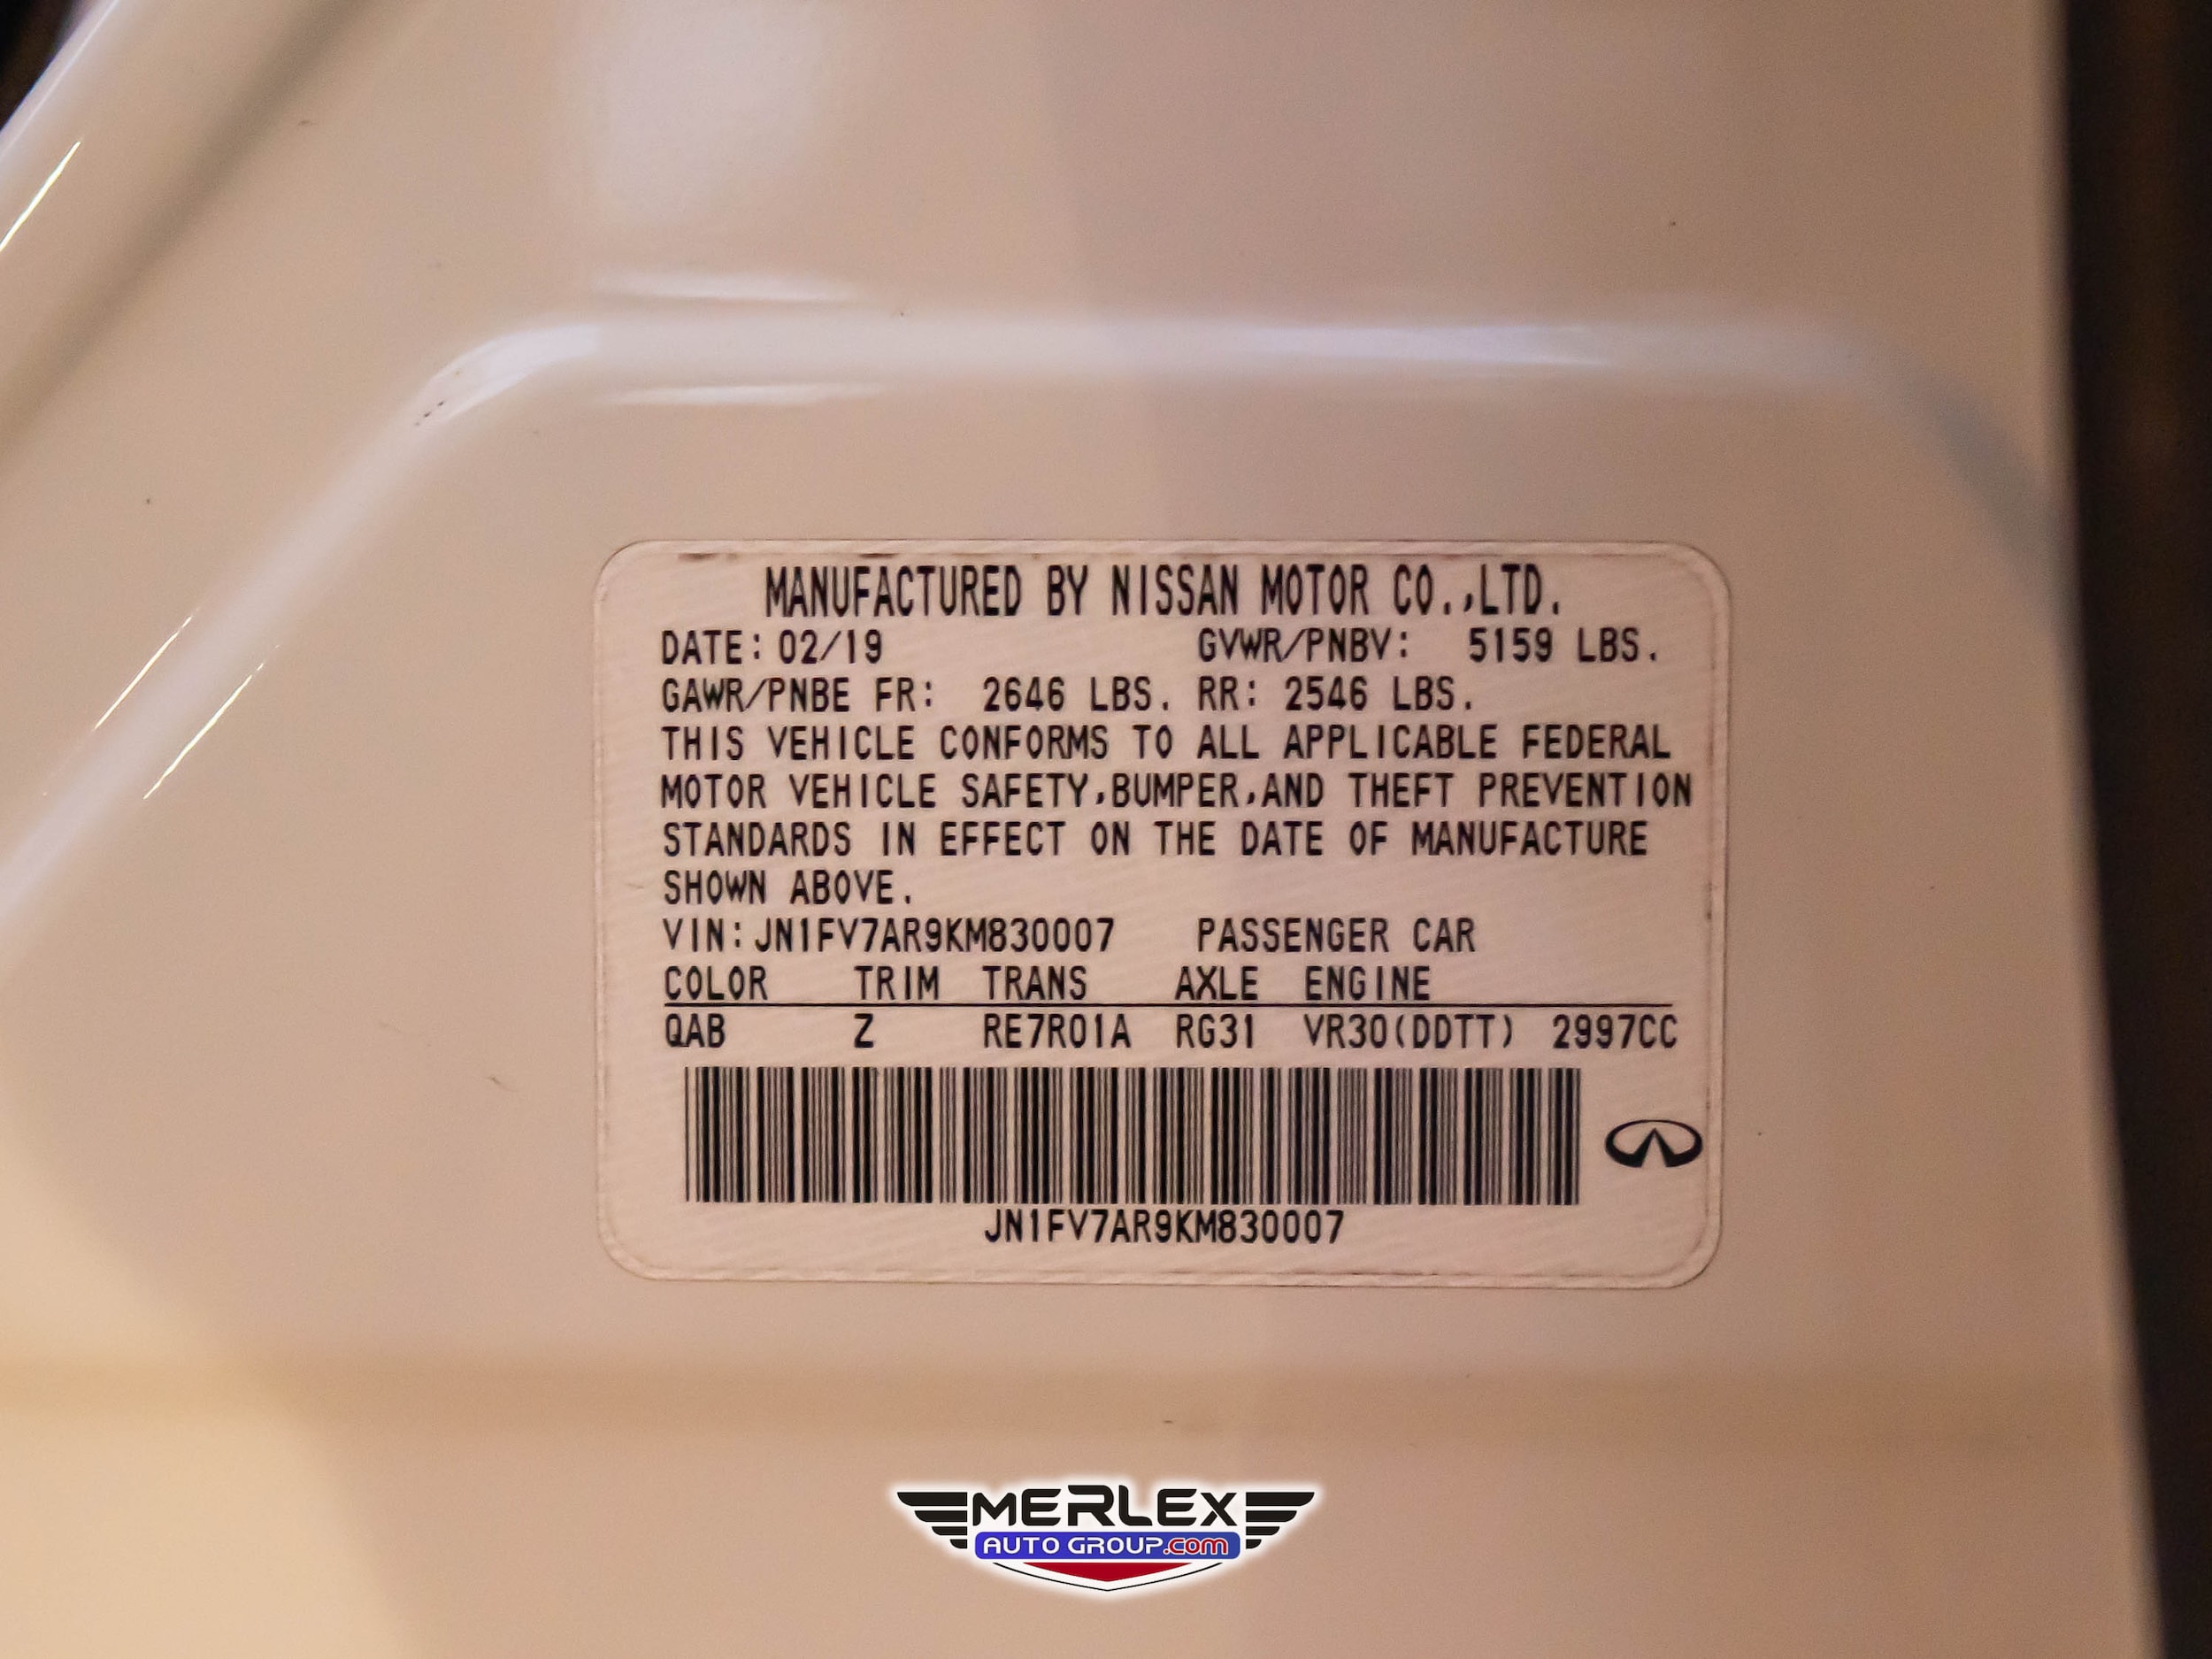 MANUFACTURED BY NISSAN MOTOR CO.,LTD.
DATE: 02/19 GVWR/PNBV: 5159 LBS.
GAWR/PNBE FR: 2646 LBS. RR: 2546 LBS.
THIS VEHICLE CONFORMS TO ALL APPLICABLE FEDERAL
MOTOR VEHICLE SAFETY,BUMPER,AND THEFT PREVENTION
STANDARDS IN EFFECT ON THE DATE OF MANUFACTURE
SHOWN ABOVE.
VIN:JN1FV7AR9KM830007 PASSENGER CAR
COLOR TRIM TRANS AXLE ENGINE
QAB Z RE7R01A RG31 VR30(DDTT) 2997CC
JN1FV7AR9KM830007
MERLEX
AUTO GROUP.com